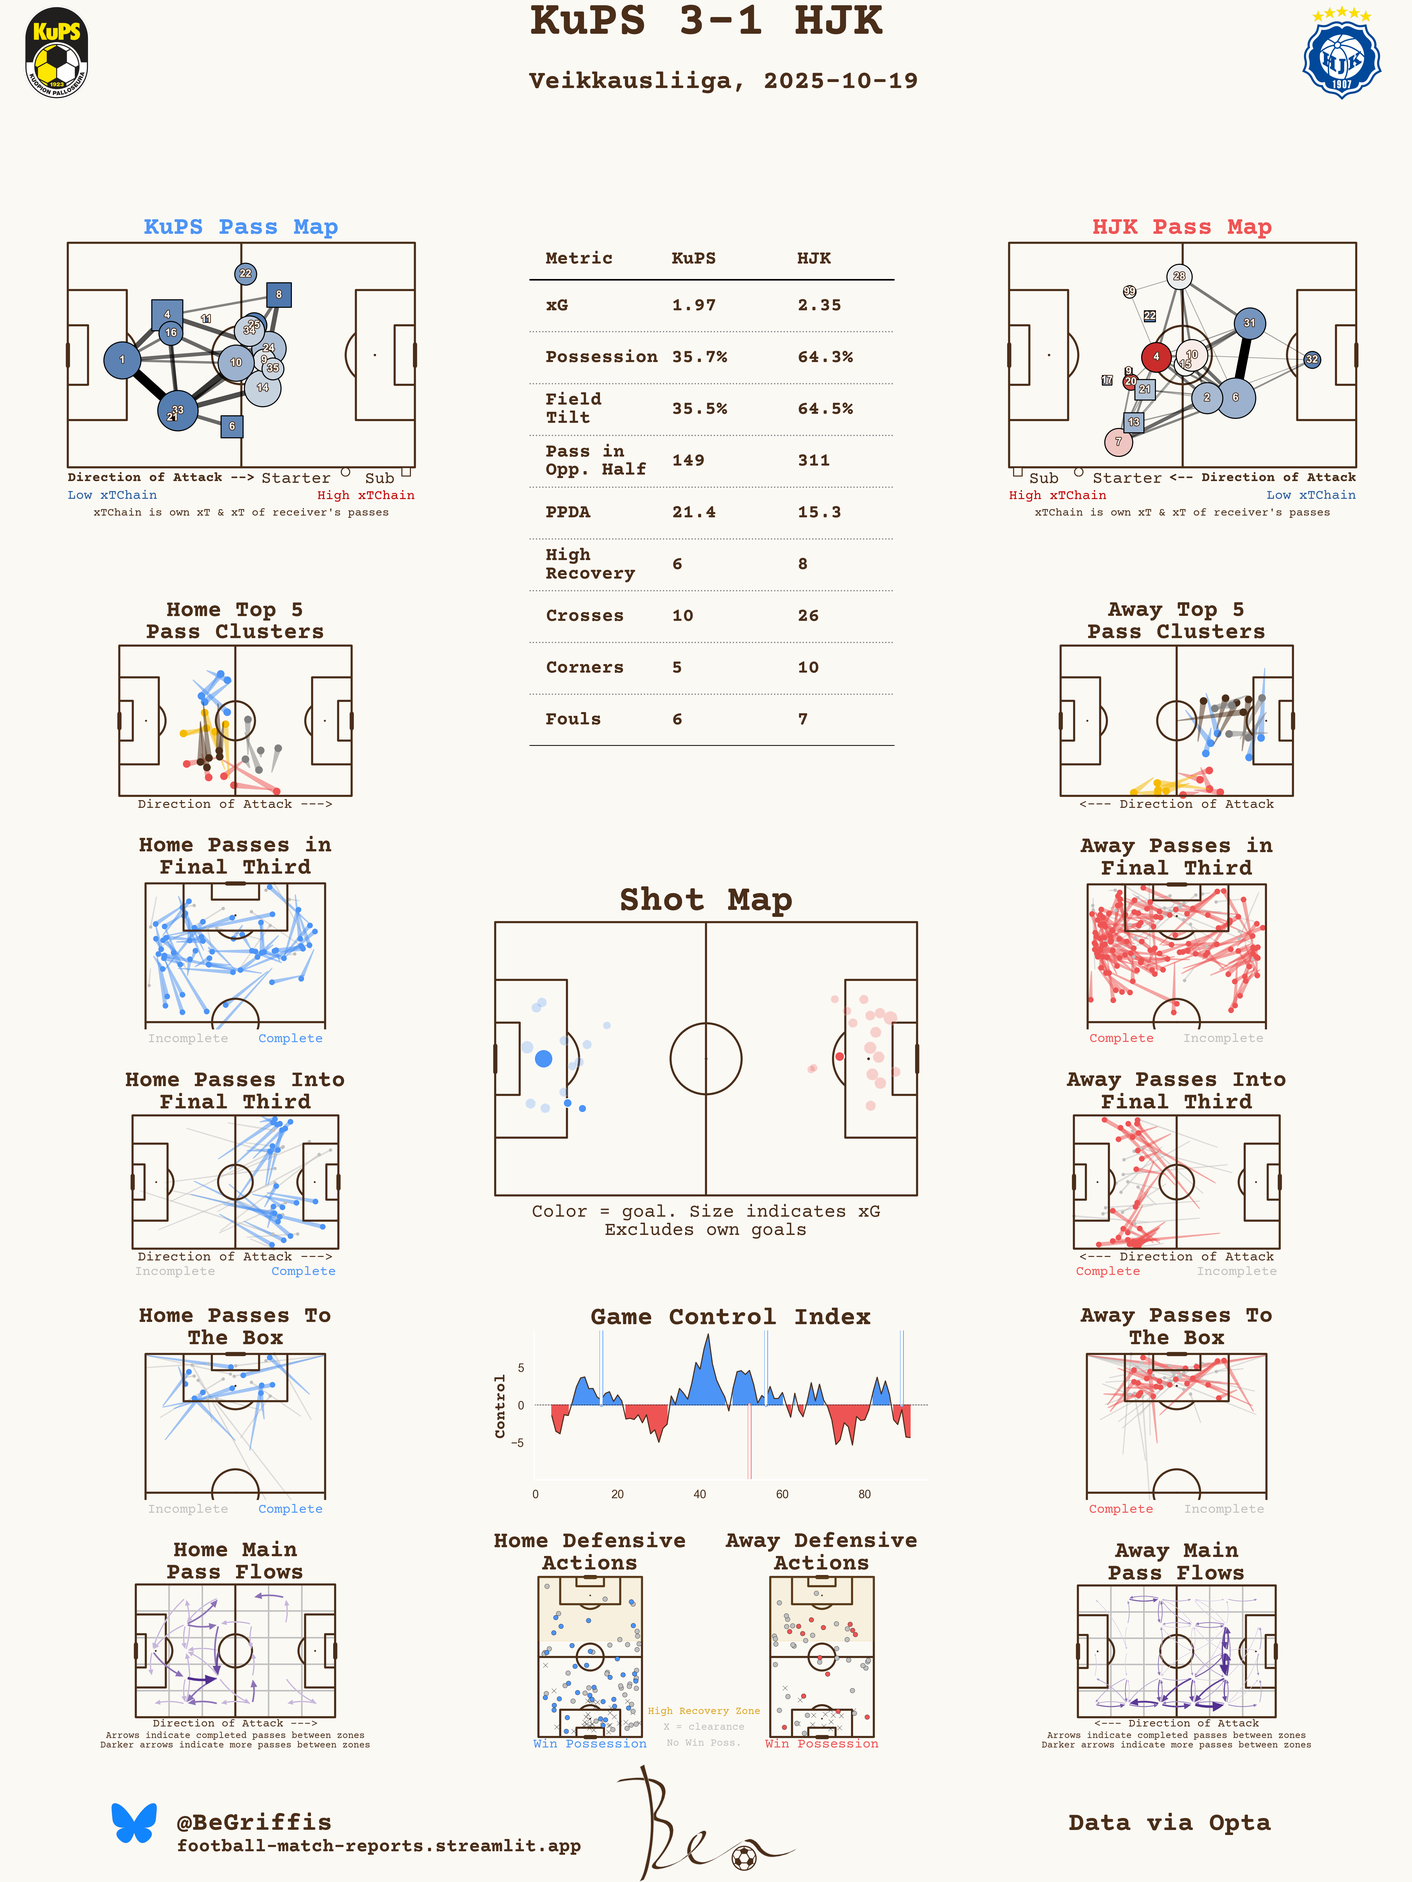 KuPS 3-1 HJK
Veikkausliiga, 2025-10-19
KuPS
1923
KUOPION PALLOSEURA
HJK
1907
KuPS Pass Map
22
8
4
11
16
25
34
1
24
9
10
35
14
33
21
6
Direction of Attack --> Starter Sub
Low xTChain High xTChain
xTChain is own xT & xT of receiver's passes
Metric KuPS HJK
xG 1.97 2.35
Possession 35.7% 64.3%
Field
Tilt 35.5% 64.5%
Pass in
Opp. Half 149 311
PPDA 21.4 15.3
High
Recovery 6 8
Crosses 10 26
Corners 5 10
Fouls 6 7
HJK Pass Map
28
99
22
31
4
10
15
32
9
17
20
21
2
6
13
7
Sub Starter <-- Direction of Attack
High xTChain Low xTChain
xTChain is own xT & xT of receiver's passes
Home Top 5
Pass Clusters
Direction of Attack --->
Away Top 5
Pass Clusters
<--- Direction of Attack
Home Passes in
Final Third
Incomplete Complete
Away Passes in
Final Third
Complete Incomplete
Shot Map
Color = goal. Size indicates xG
Excludes own goals
Home Passes Into
Final Third
Direction of Attack --->
Incomplete Complete
Away Passes Into
Final Third
<--- Direction of Attack
Complete Incomplete
Home Passes To
The Box
Incomplete Complete
Game Control Index
Control
5
0
−5
0 20 40 60 80
Away Passes To
The Box
Complete Incomplete
Home Main
Pass Flows
Direction of Attack --->
Arrows indicate completed passes between zones
Darker arrows indicate more passes between zones
Home Defensive
Actions
Win Possession
High Recovery Zone
X = clearance
No Win Poss.
Away Defensive
Actions
Win Possession
Away Main
Pass Flows
<--- Direction of Attack
Arrows indicate completed passes between zones
Darker arrows indicate more passes between zones
@BeGriffis
football-match-reports.streamlit.app
Ben
Data via Opta